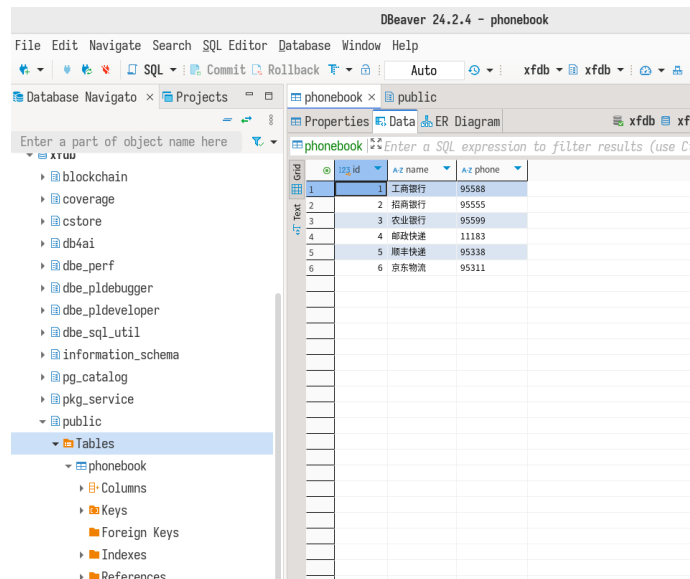 DBeaver 24.2.4 - phonebook
File Edit Navigate Search SQL Editor Database Window Help
SQL Commit Rollback T Auto xfdb xfdb
Database Navigato × Projects phonebook × public
Properties Data ER Diagram xfdb xf
Enter a part of object name here
phonebook Enter a SQL expression to filter results (use C
xfdb
blockchain
coverage
cstore
db4ai
dbe_perf
dbe_pldebugger
dbe_pldeveloper
dbe_sql_util
information_schema
pg_catalog
pkg_service
public
Tables
phonebook
Columns
Keys
Foreign Keys
Indexes
References
Grid
Text
123 id A-Z name A-Z phone
1 1 工商银行 95588
2 2 招商银行 95555
3 3 农业银行 95599
4 4 邮政快递 11183
5 5 顺丰快递 95338
6 6 京东物流 95311